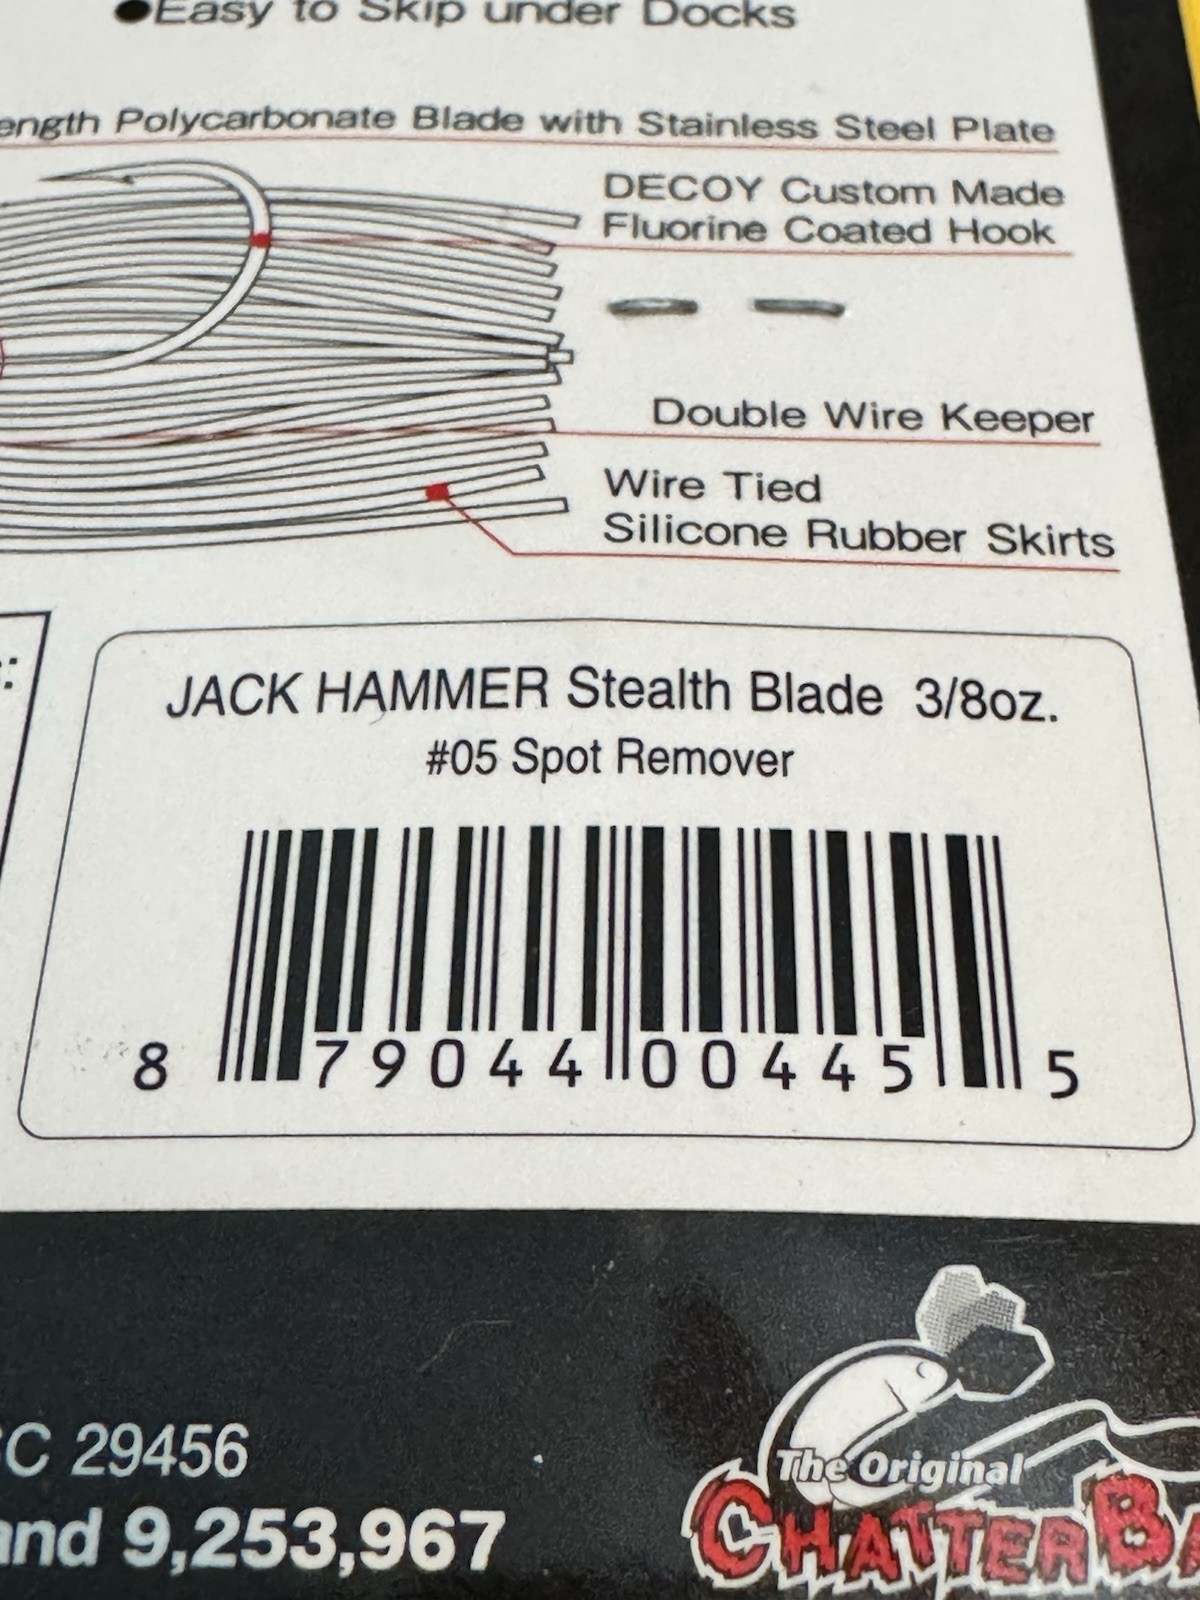 ●Easy to Skip under Docks
ength Polycarbonate Blade with Stainless Steel Plate
DECOY Custom Made
Fluorine Coated Hook
Double Wire Keeper
Wire Tied
Silicone Rubber Skirts
:
JACK HAMMER Stealth Blade 3/8oz.
#05 Spot Remover
8 79044 00445 5
SC 29456
and 9,253,967
The Original
CHATTERBA